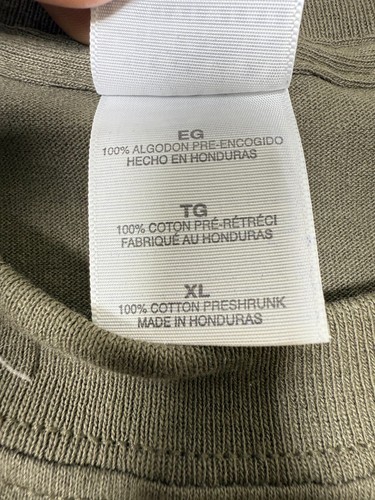 EG
100% ALGODON PRE-ENCOGIDO
HECHO EN HONDURAS
TG
100% COTON PRÉ-RÉTRÉCI
FABRIQUÉ AU HONDURAS
XL
100% COTTON PRESHRUNK
MADE IN HONDURAS